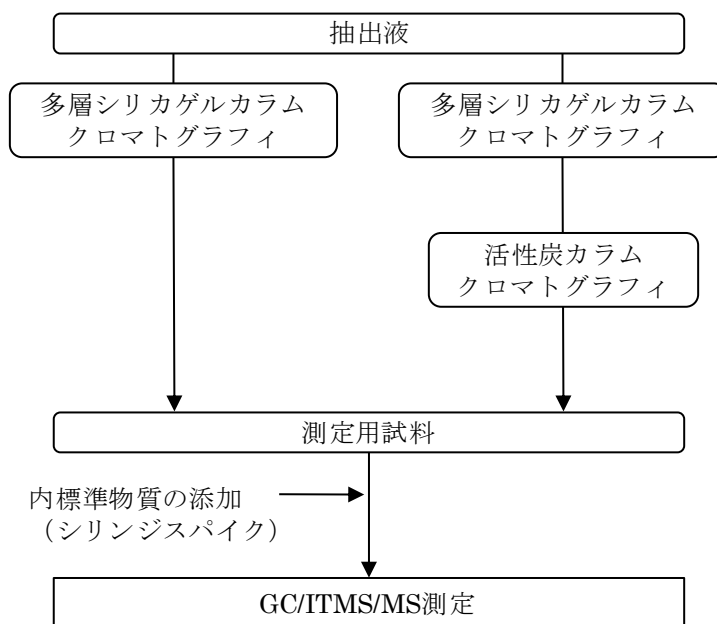 抽出液
多層シリカゲルカラム
クロマトグラフィ
多層シリカゲルカラム
クロマトグラフィ
活性炭カラム
クロマトグラフィ
測定用試料
内標準物質の添加
（シリンジスパイク）
GC/ITMS/MS測定